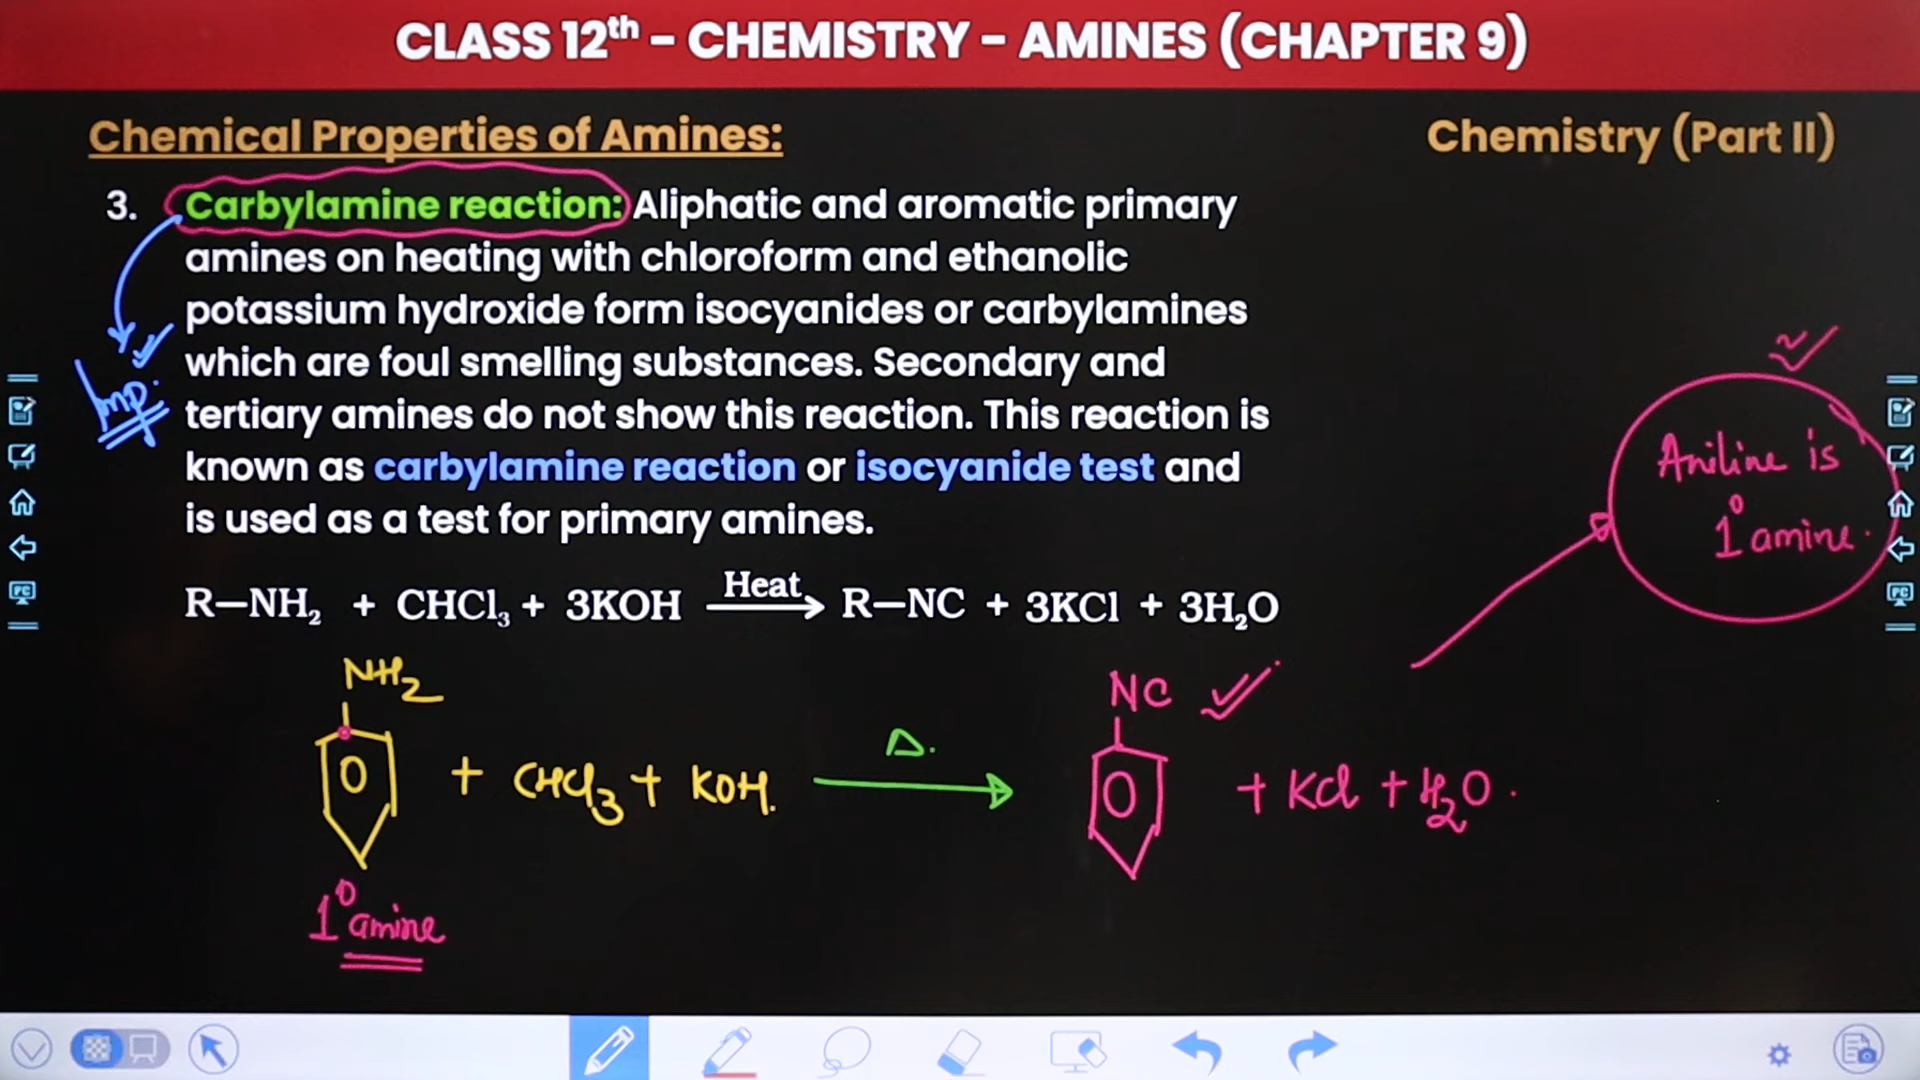 CLASS 12th - CHEMISTRY - AMINES (CHAPTER 9)
Chemical Properties of Amines:
Chemistry (Part II)
3. Carbylamine reaction: Aliphatic and aromatic primary
amines on heating with chloroform and ethanolic
potassium hydroxide form isocyanides or carbylamines
which are foul smelling substances. Secondary and
tertiary amines do not show this reaction. This reaction is
known as carbylamine reaction or isocyanide test and
is used as a test for primary amines.
Imp.
Aniline is
1° amine.
Heat
R—NH₂ + CHCl₃ + 3KOH ⟶ R—NC + 3KCl + 3H₂O
NH₂
NC
+ CHCl₃ + KOH. Δ. ⟶ + KCl + H₂O.
1° amine